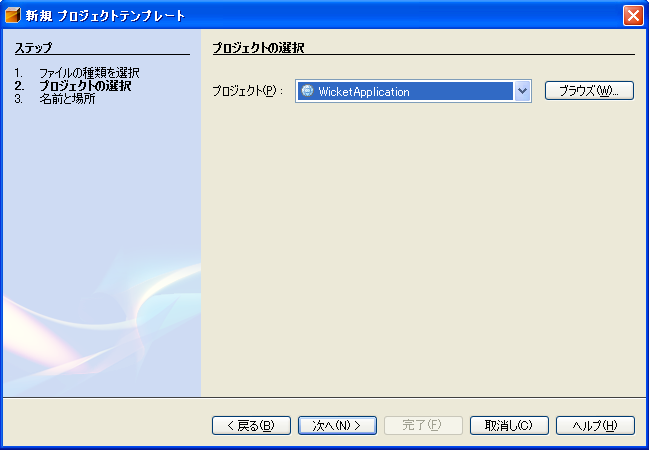 新規 プロジェクトテンプレート
ステップ
1. ファイルの種類を選択
2. プロジェクトの選択
3. 名前と場所
プロジェクトの選択
プロジェクト(P): WicketApplication ブラウズ(W)...
< 戻る(B) 次へ(N) > 完了(F) 取消し(C) ヘルプ(H)